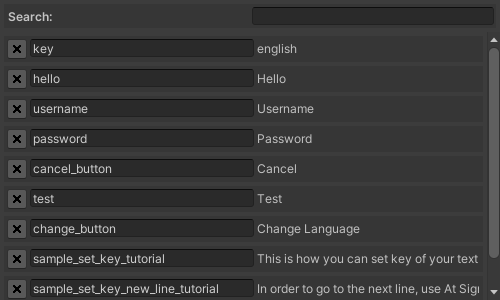 Search:
key english
hello Hello
username Username
password Password
cancel_button Cancel
test Test
change_button Change Language
sample_set_key_tutorial This is how you can set key of your text
sample_set_key_new_line_tutorial In order to go to the next line, use At Sig